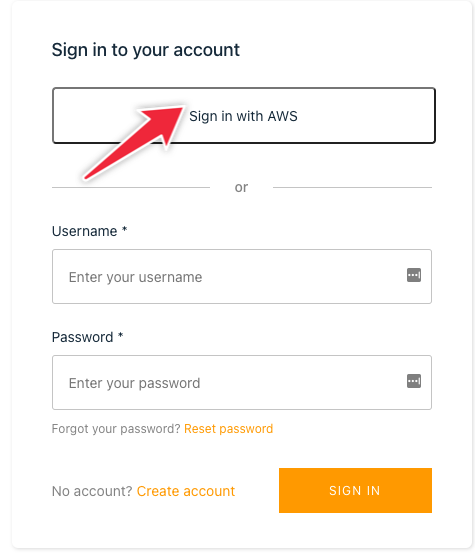 Sign in to your account
Sign in with AWS
or
Username *
Enter your username
Password *
Enter your password
Forgot your password? Reset password
No account? Create account
SIGN IN